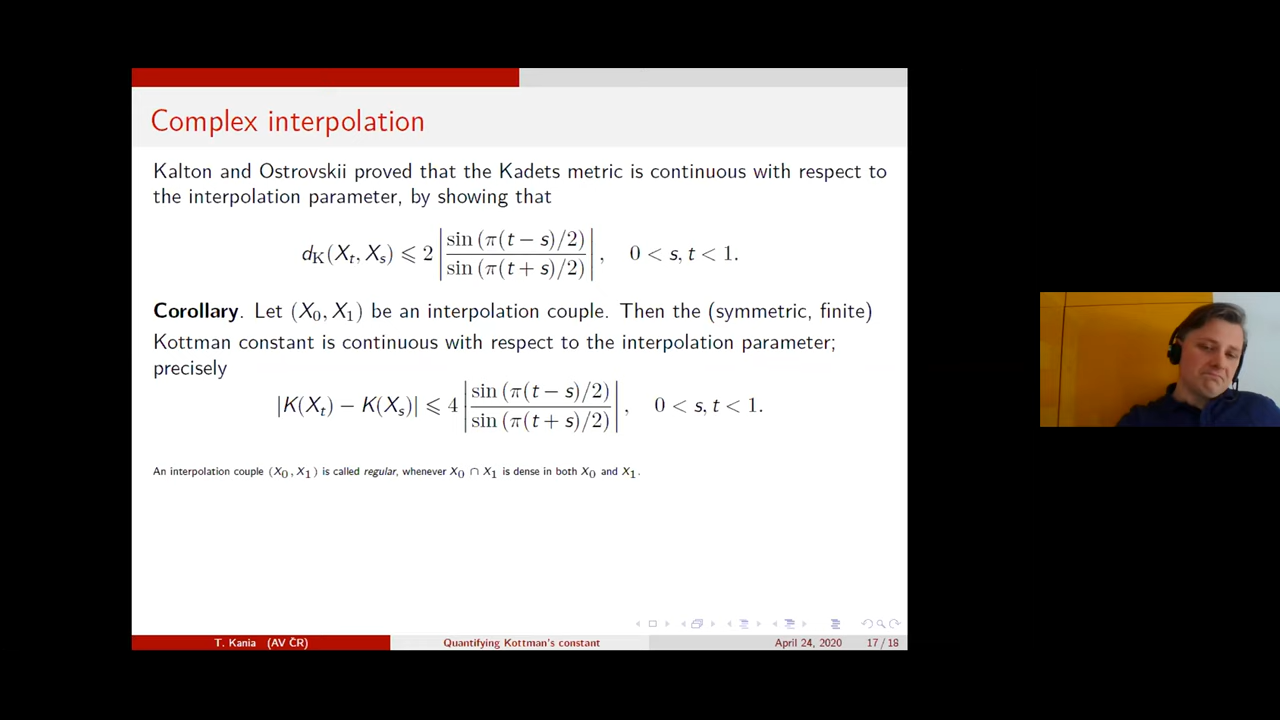 Complex interpolation
Kalton and Ostrovskii proved that the Kadets metric is continuous with respect to
the interpolation parameter, by showing that
d_K(X_t, X_s) ⩽ 2 |sin (π(t − s)/2) / sin (π(t + s)/2)|, 0 < s, t < 1.
Corollary. Let (X_0, X_1) be an interpolation couple. Then the (symmetric, finite)
Kottman constant is continuous with respect to the interpolation parameter;
precisely
|K(X_t) − K(X_s)| ⩽ 4 |sin (π(t − s)/2) / sin (π(t + s)/2)|, 0 < s, t < 1.
An interpolation couple (X_0, X_1) is called regular, whenever X_0 ∩ X_1 is dense in both X_0 and X_1.
T. Kania (AV ČR) Quantifying Kottman's constant April 24, 2020 17 / 18